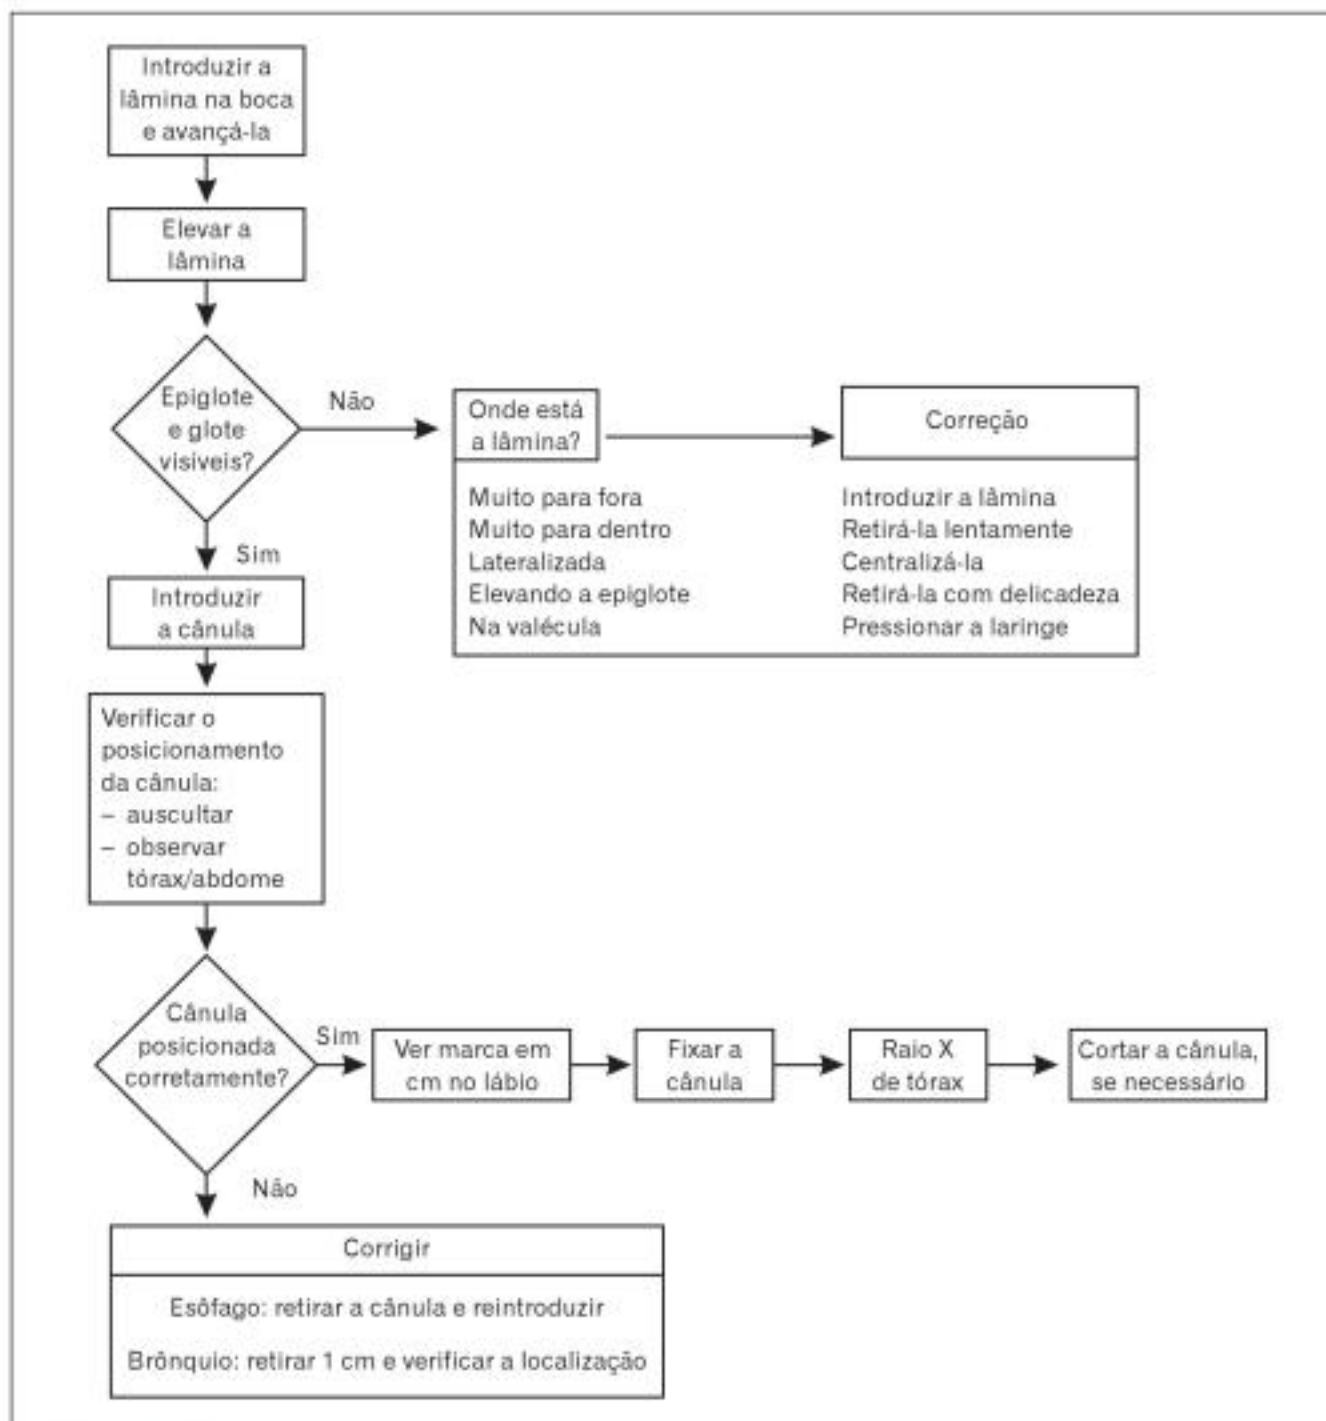 Introduzir a
lâmina na boca
e avançá-la
Elevar a
lâmina
Epiglote
e glote
visiveis?
Não
Onde está
a lâmina?
Correção
Muito para fora
Introduzir a lâmina
Muito para dentro
Retirá-la lentamente
Lateralizada
Centralizá-la
Elevando a epiglote
Retirá-la com delicadeza
Na valécula
Pressionar a laringe
Sim
Introduzir
a cânula
Verificar o
posicionamento
da cânula:
– auscultar
– observar
tórax/abdome
Cânula
posicionada
corretamente?
Sim
Ver marca em
cm no lábio
Fixar a
cânula
Raio X
de tórax
Cortar a cânula,
se necessário
Não
Corrigir
Esôfago: retirar a cânula e reintroduzir
Brônquio: retirar 1 cm e verificar a localização